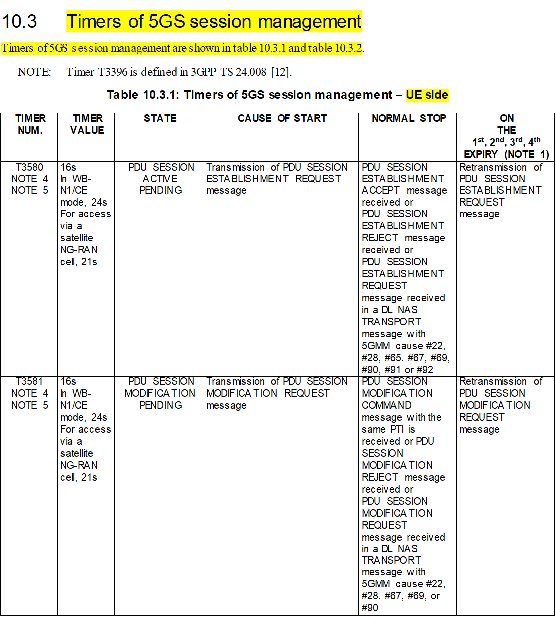 10.3 Timers of 5GS session management
Timers of 5GS session management are shown in table 10.3.1 and table 10.3.2.
NOTE: Timer T3396 is defined in 3GPP TS 24.008 [12].
Table 10.3.1: Timers of 5GS session management – UE side
TIMER NUM.
TIMER VALUE
STATE
CAUSE OF START
NORMAL STOP
ON
THE
1st, 2nd, 3rd, 4th
EXPIRY (NOTE 1)
T3580
NOTE 4
NOTE 5
16s
In WB-
N1/CE
mode, 24s
For access
via a
satellite
NG-RAN
cell, 21s
PDU SESSION
ACTIVE
PENDING
Transmission of PDU SESSION
ESTABLISHMENT REQUEST
message
PDU SESSION
ESTABLISHMENT
ACCEPT message
received or
PDU SESSION
ESTABLISHMENT
REJECT message
received or
PDU SESSION
ESTABLISHMENT
REQUEST
message received
in a DL NAS
TRANSPORT
message with
5GMM cause #22,
#28, #65. #67, #69,
#90, #91 or #92
Retransmission of
PDU SESSION
ESTABLISHMENT
REQUEST
message
T3581
NOTE 4
NOTE 5
16s
In WB-
N1/CE
mode, 24s
For access
via a
satellite
NG-RAN
cell, 21s
PDU SESSION
MODIFICATION
PENDING
Transmission of PDU SESSION
MODIFICATION REQUEST
message
PDU SESSION
MODIFICATION
COMMAND
message with the
same PTI is
received or PDU
SESSION
MODIFICATION
REJECT message
received or
PDU SESSION
MODIFICATION
REQUEST
message received
in a DL NAS
TRANSPORT
message with
5GMM cause #22,
#28. #67, #69, or
#90
Retransmission of
PDU SESSION
MODIFICATION
REQUEST
message